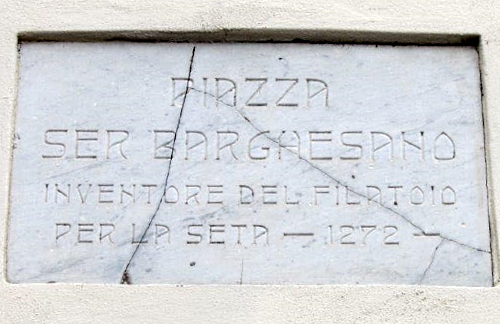 PIAZZA
SER BARGHESANO
INVENTORE DEL FILATOIO
PER LA SETA — 1272 —